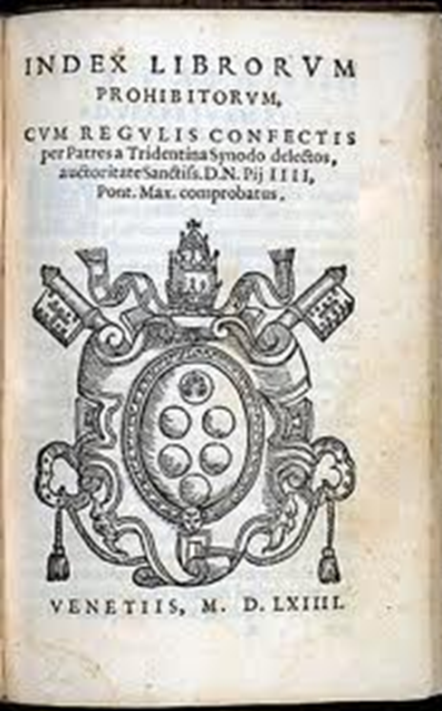 INDEX LIBRORVM
PROHIBITORVM,
CVM REGVLIS CONFECTIS
per Patres a Tridentina Synodo delectos,
auctoritate Sanctiss. D. N. Pij IIII,
Pont. Max. comprobatus.
VENETIIS, M. D. LXIIII.